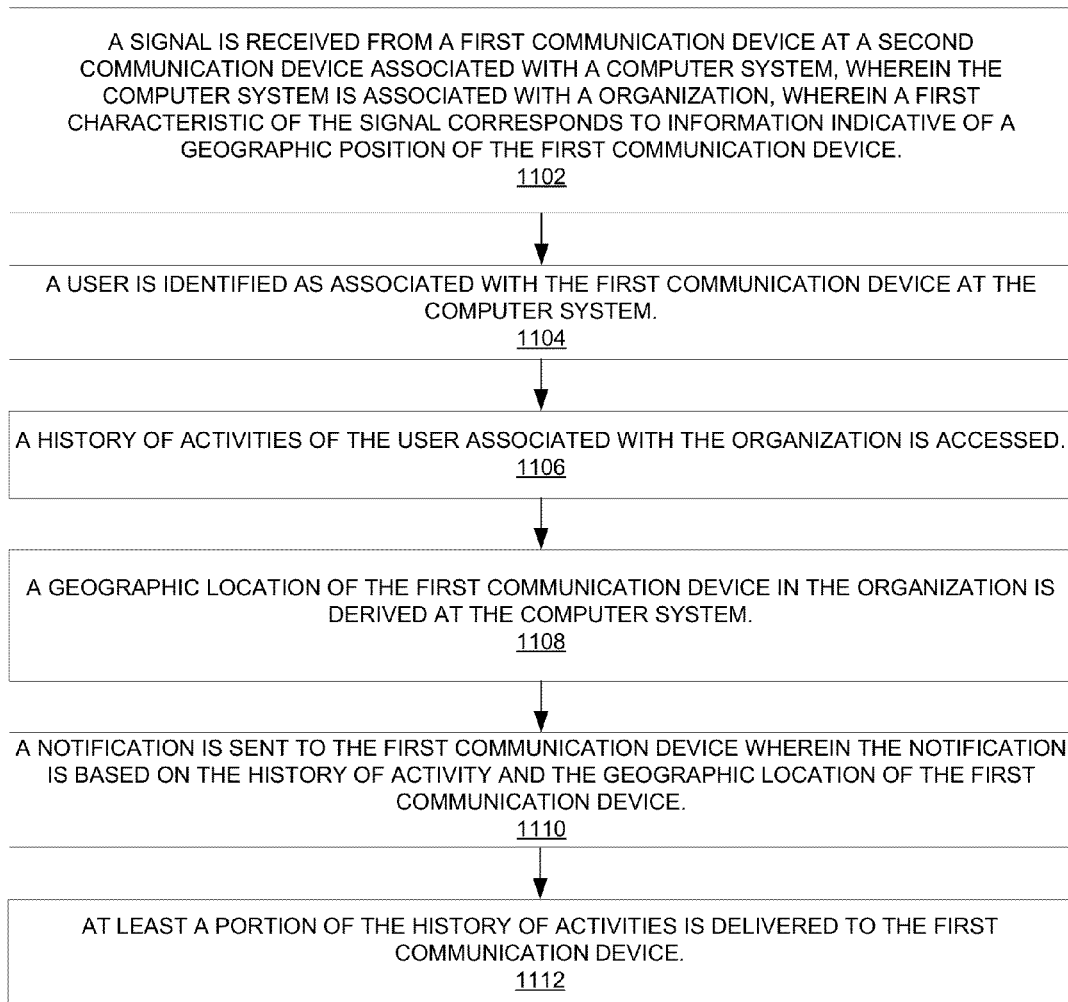 A SIGNAL IS RECEIVED FROM A FIRST COMMUNICATION DEVICE AT A SECOND
COMMUNICATION DEVICE ASSOCIATED WITH A COMPUTER SYSTEM, WHEREIN THE
COMPUTER SYSTEM IS ASSOCIATED WITH A ORGANIZATION, WHEREIN A FIRST
CHARACTERISTIC OF THE SIGNAL CORRESPONDS TO INFORMATION INDICATIVE OF A
GEOGRAPHIC POSITION OF THE FIRST COMMUNICATION DEVICE.
1102
A USER IS IDENTIFIED AS ASSOCIATED WITH THE FIRST COMMUNICATION DEVICE AT THE
COMPUTER SYSTEM.
1104
A HISTORY OF ACTIVITIES OF THE USER ASSOCIATED WITH THE ORGANIZATION IS ACCESSED.
1106
A GEOGRAPHIC LOCATION OF THE FIRST COMMUNICATION DEVICE IN THE ORGANIZATION IS
DERIVED AT THE COMPUTER SYSTEM.
1108
A NOTIFICATION IS SENT TO THE FIRST COMMUNICATION DEVICE WHEREIN THE NOTIFICATION
IS BASED ON THE HISTORY OF ACTIVITY AND THE GEOGRAPHIC LOCATION OF THE FIRST
COMMUNICATION DEVICE.
1110
AT LEAST A PORTION OF THE HISTORY OF ACTIVITIES IS DELIVERED TO THE FIRST
COMMUNICATION DEVICE.
1112